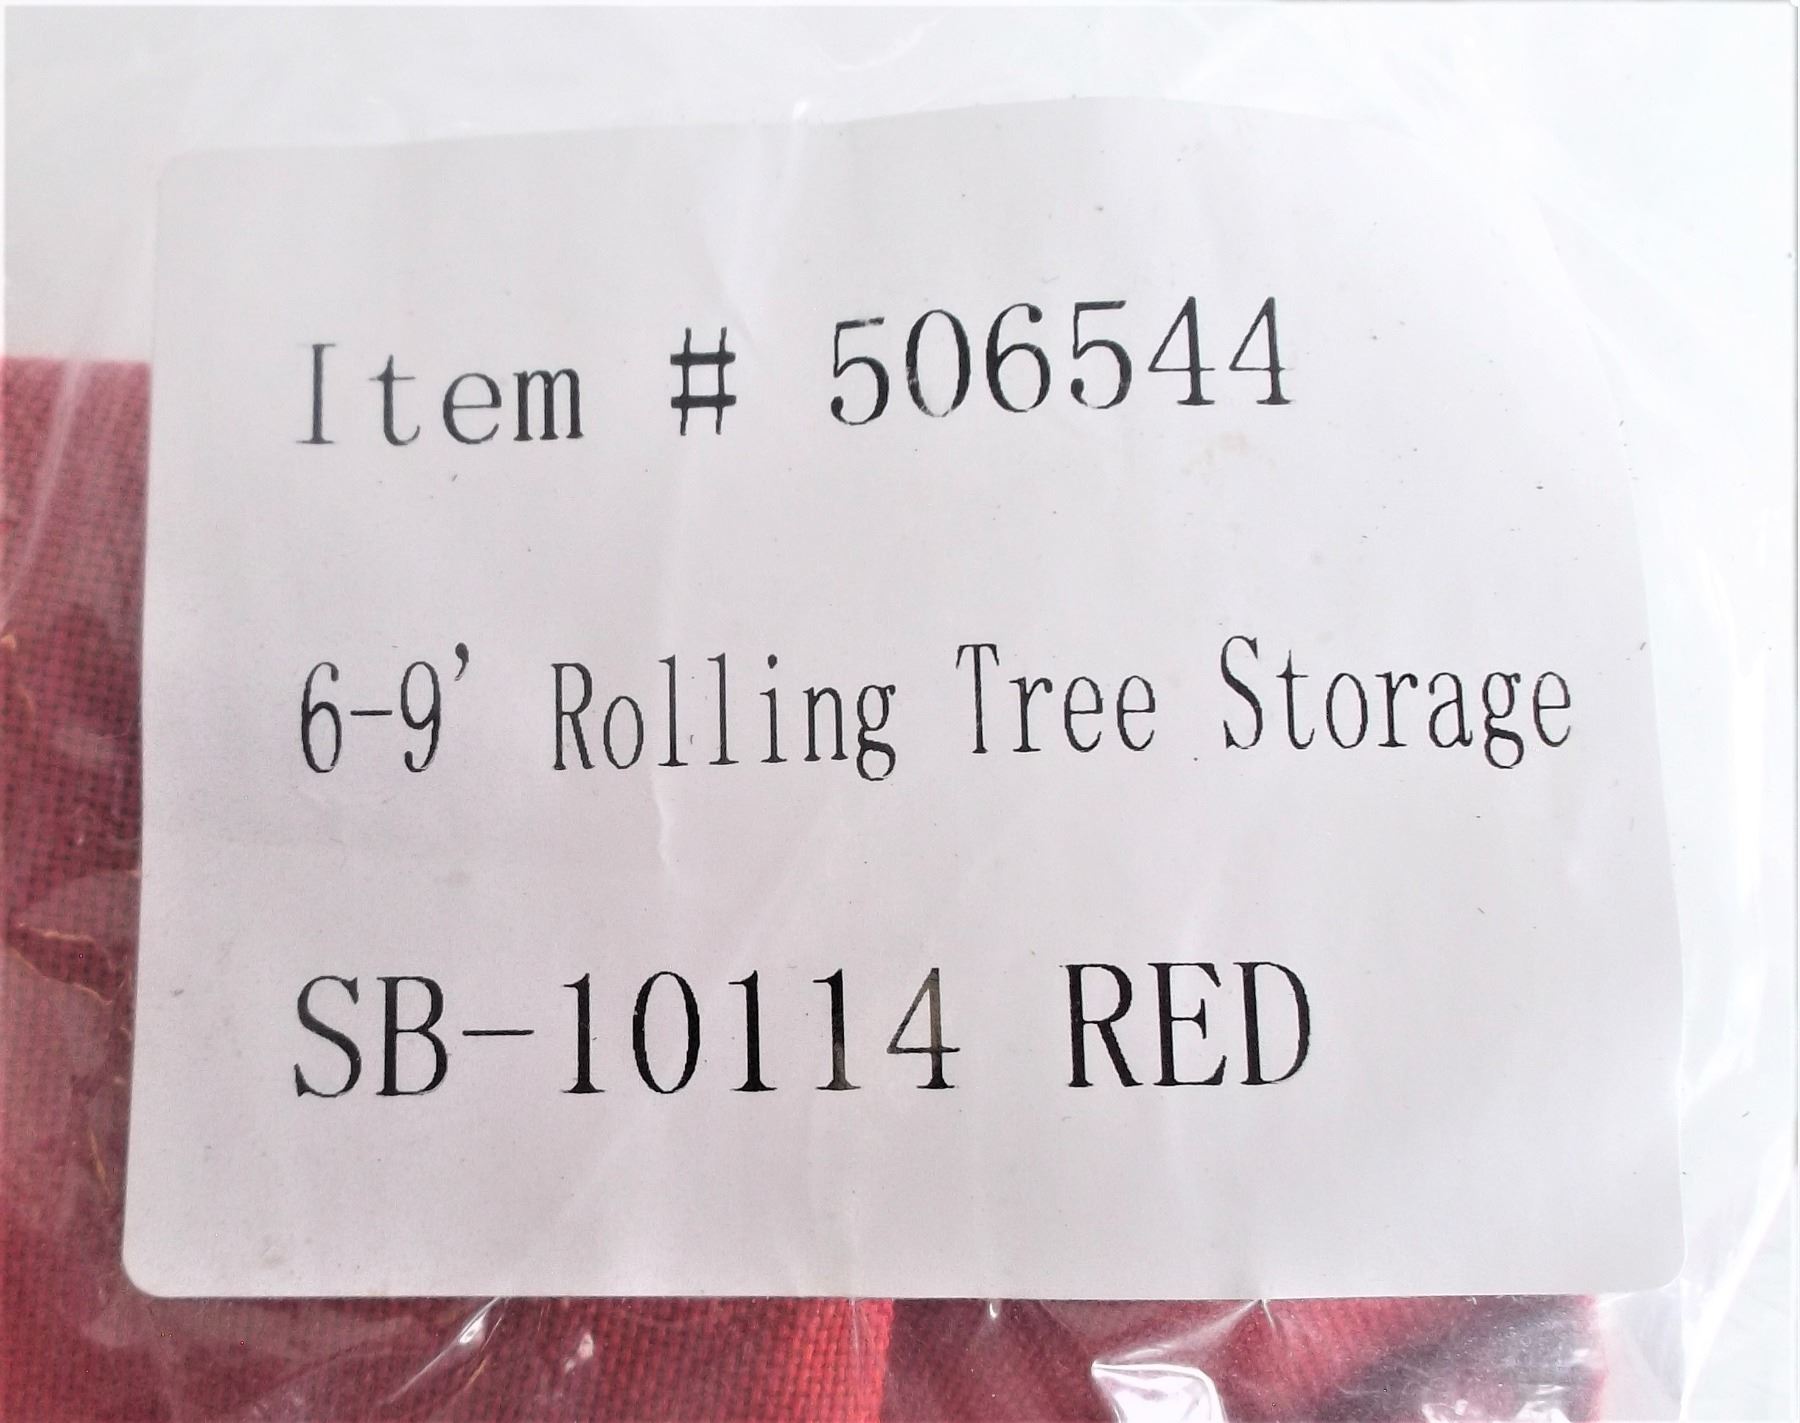 Item # 506544
6-9' Rolling Tree Storage
SB-10114 RED